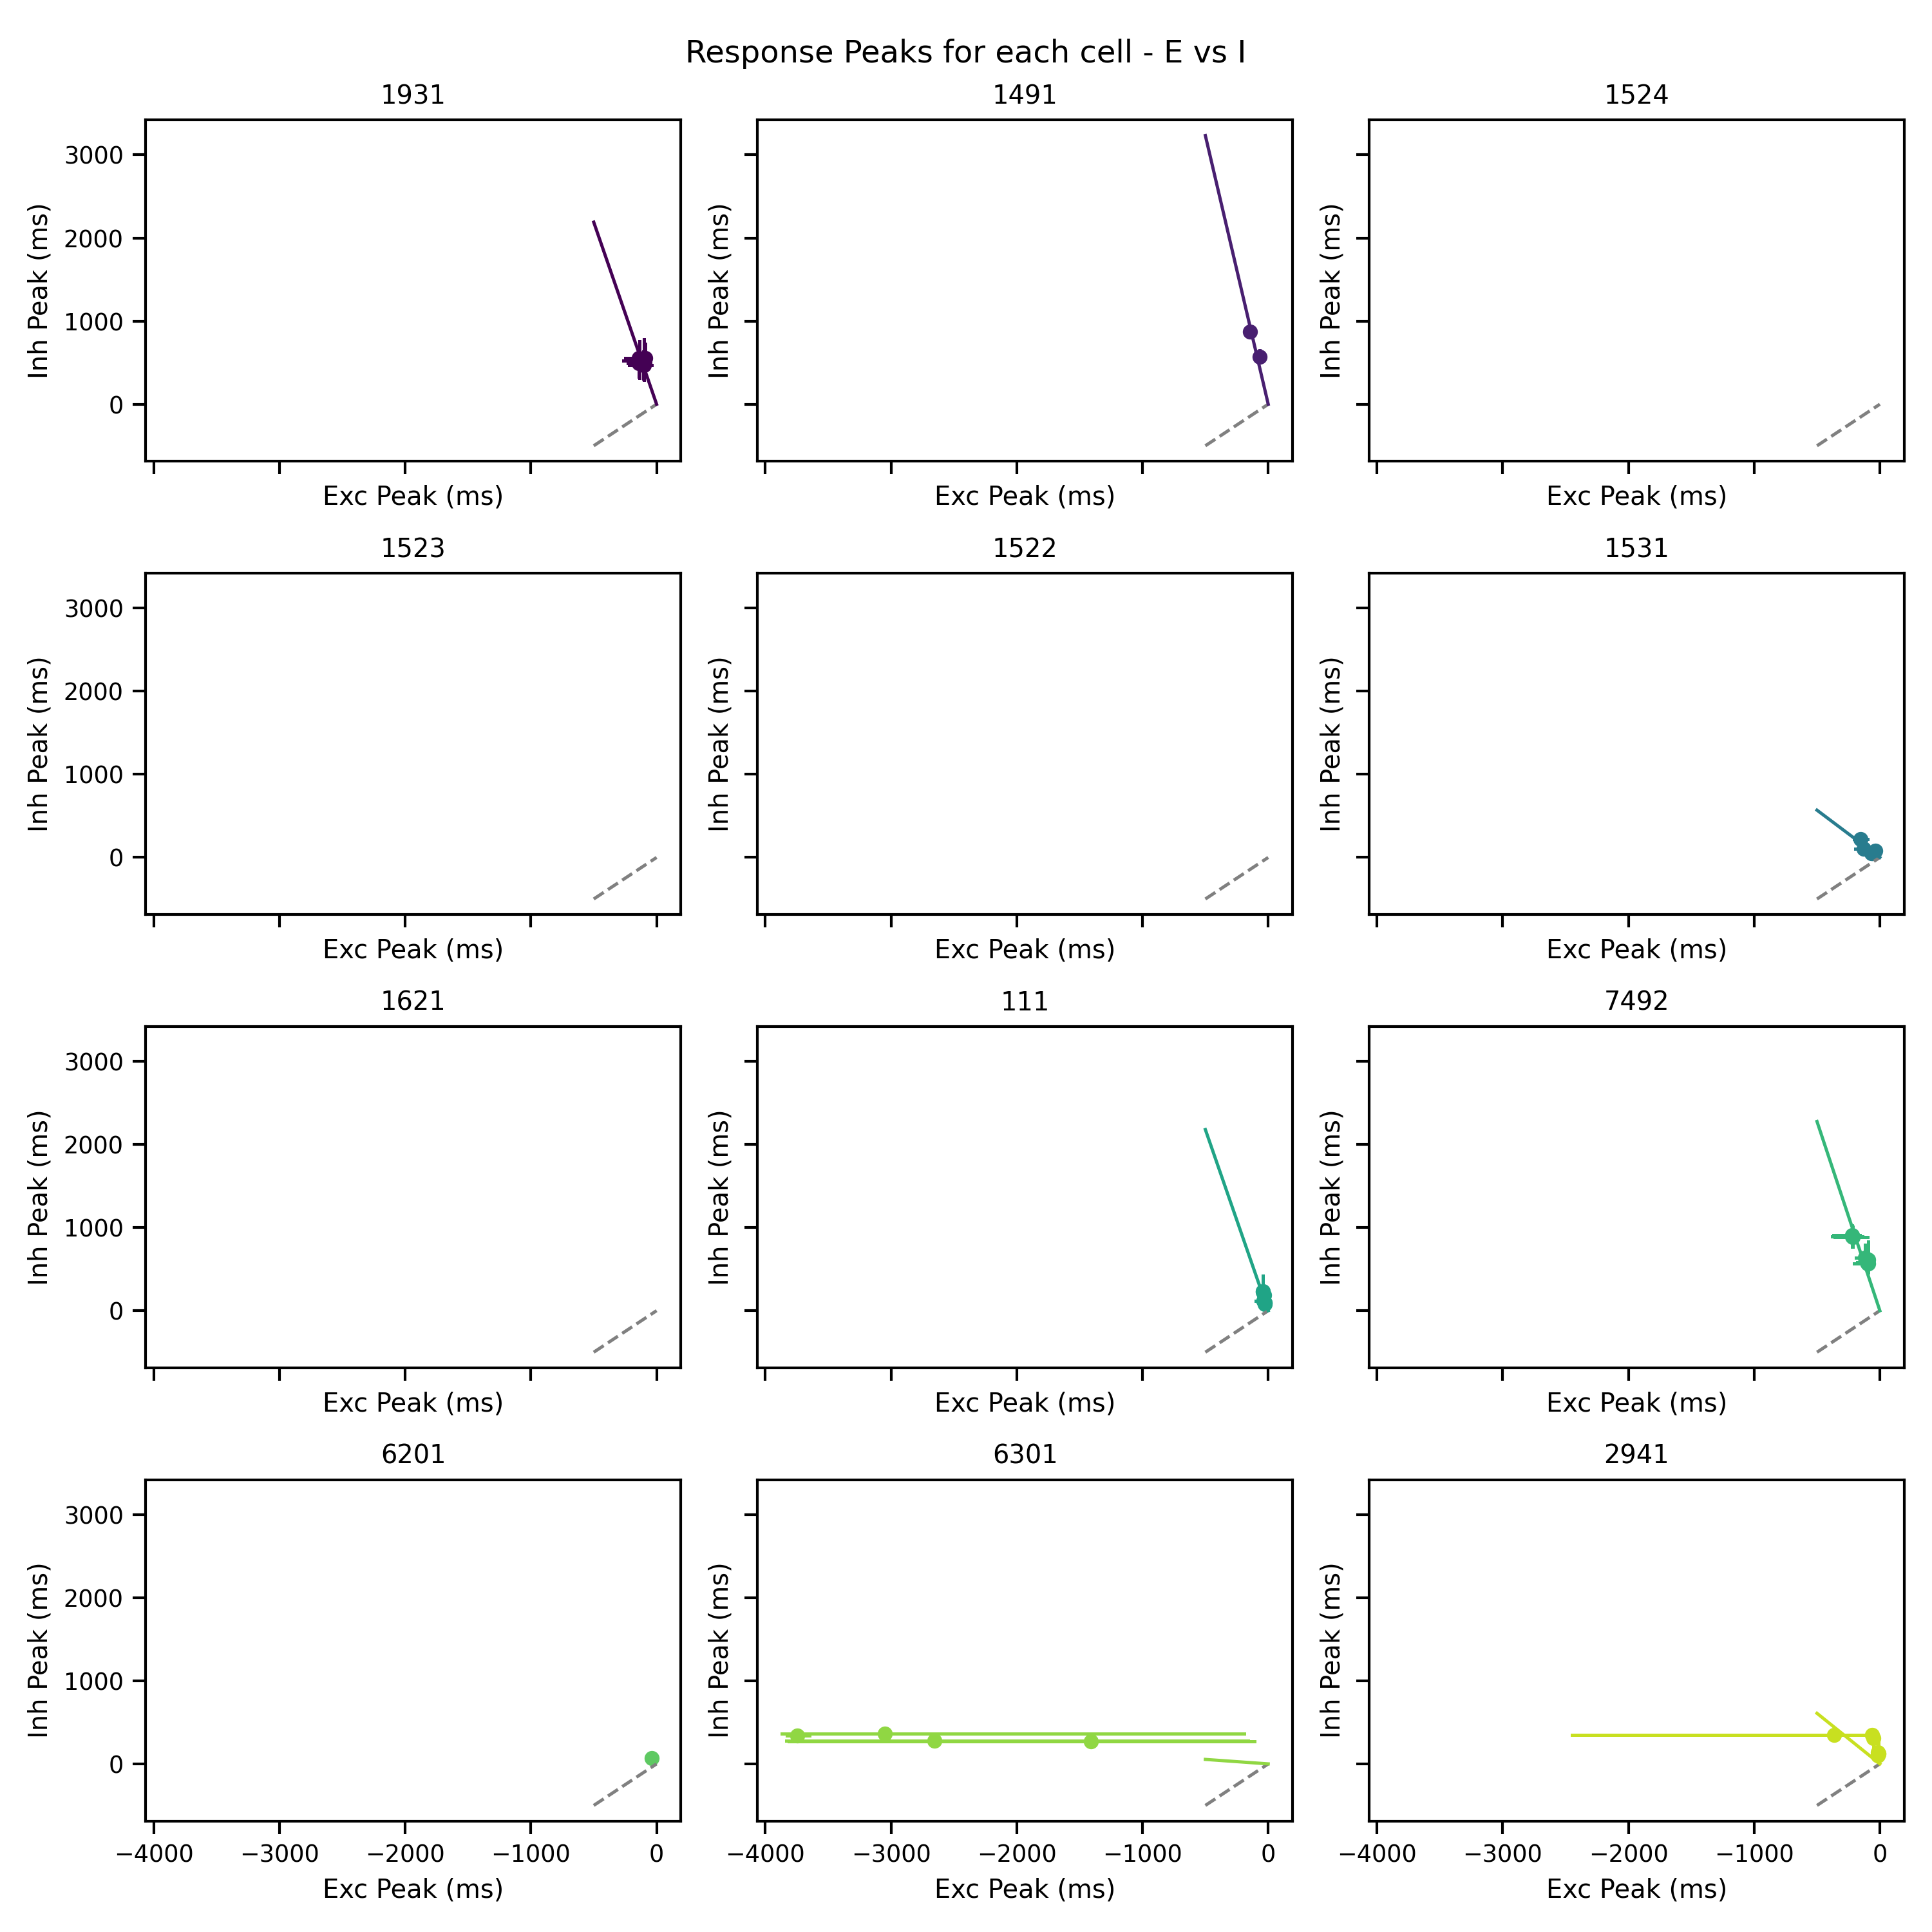 Response Peaks for each cell - E vs I
1931
1491
1524
3000
2000
1000
0
Inh Peak (ms)
Inh Peak (ms)
Inh Peak (ms)
Exc Peak (ms)
Exc Peak (ms)
Exc Peak (ms)
1523
1522
1531
3000
2000
1000
0
Inh Peak (ms)
Inh Peak (ms)
Inh Peak (ms)
Exc Peak (ms)
Exc Peak (ms)
Exc Peak (ms)
1621
111
7492
3000
2000
1000
0
Inh Peak (ms)
Inh Peak (ms)
Inh Peak (ms)
Exc Peak (ms)
Exc Peak (ms)
Exc Peak (ms)
6201
6301
2941
3000
2000
1000
0
Inh Peak (ms)
Inh Peak (ms)
Inh Peak (ms)
−4000 −3000 −2000 −1000 0
−4000 −3000 −2000 −1000 0
−4000 −3000 −2000 −1000 0
Exc Peak (ms)
Exc Peak (ms)
Exc Peak (ms)